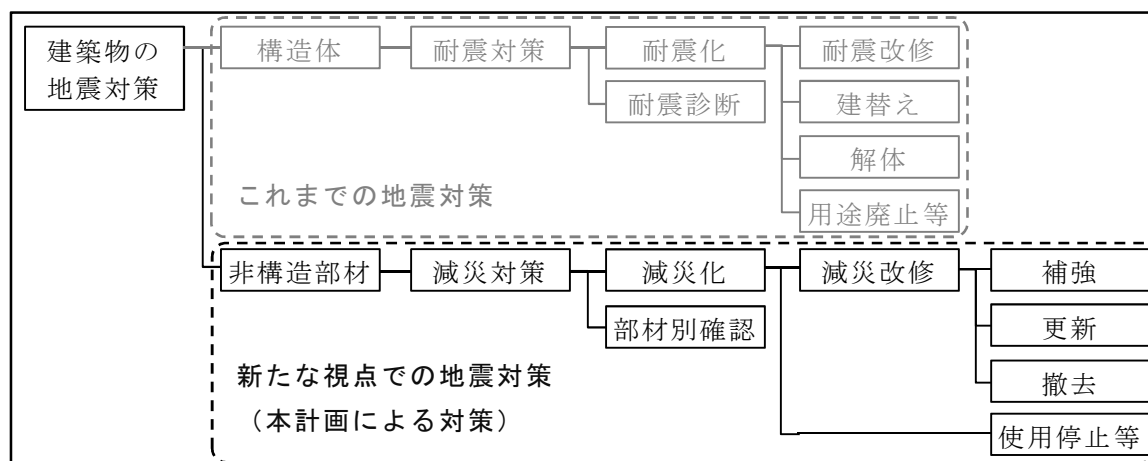 建築物の
地震対策
構造体
耐震対策
耐震化
耐震改修
耐震診断
建替え
解体
用途廃止等
これまでの地震対策
非構造部材
減災対策
減災化
減災改修
補強
部材別確認
更新
撤去
使用停止等
新たな視点での地震対策
（本計画による対策）